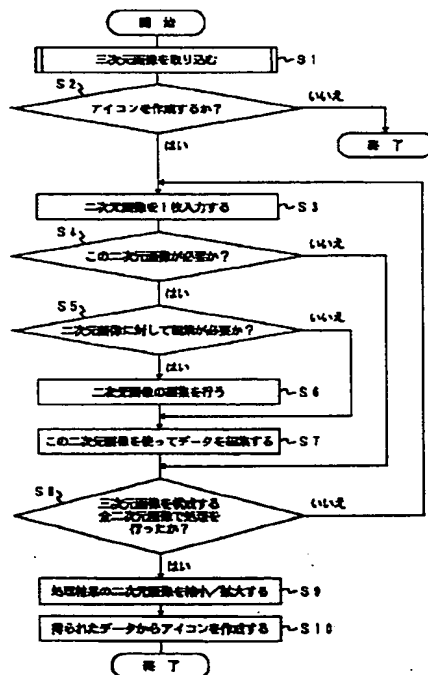 開始
三次元画像を取り込む
S1
S2
アイコンを作成するか?
いいえ
はい
終了
二次元画像を1枚入力する
S3
S4
この二次元画像が必要か?
いいえ
はい
S5
二次元画像に対して編集が必要か?
いいえ
はい
二次元画像の編集を行う
S6
この二次元画像を使ってデータを編集する
S7
S8
三次元画像を構成する
全二次元画像で処理を
行ったか?
いいえ
はい
処理結果の二次元画像を縮小/拡大する
S9
得られたデータからアイコンを作成する
S10
終了